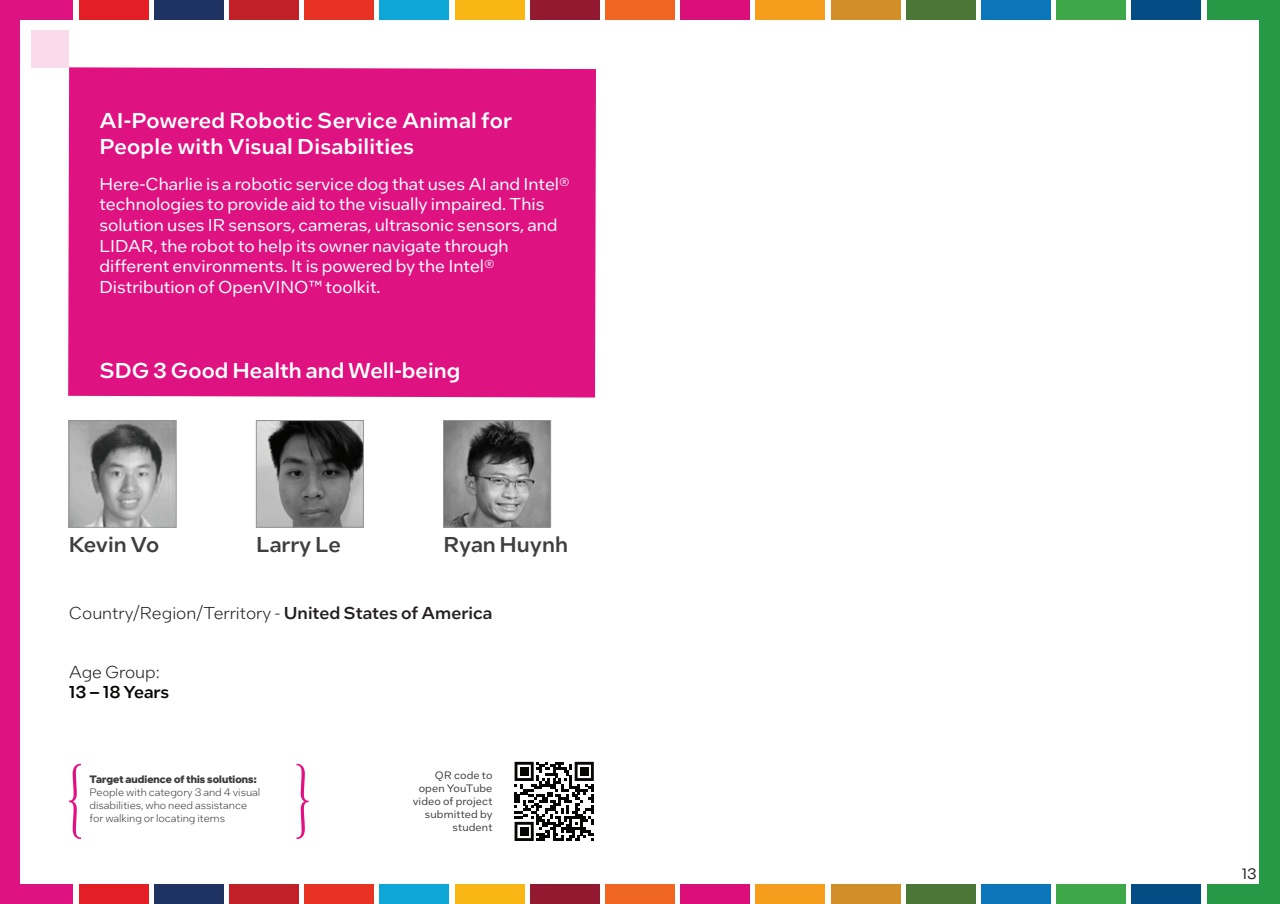 AI-Powered Robotic Service Animal for
People with Visual Disabilities
Here-Charlie is a robotic service dog that uses AI and Intel®
technologies to provide aid to the visually impaired. This
solution uses IR sensors, cameras, ultrasonic sensors, and
LIDAR, the robot to help its owner navigate through
different environments. It is powered by the Intel®
Distribution of OpenVINO™ toolkit.
SDG 3 Good Health and Well-being
Kevin Vo
Larry Le
Ryan Huynh
Country/Region/Territory - United States of America
Age Group:
13 – 18 Years
Target audience of this solutions:
People with category 3 and 4 visual
disabilities, who need assistance
for walking or locating items
QR code to
open YouTube
video of project
submitted by
student
13